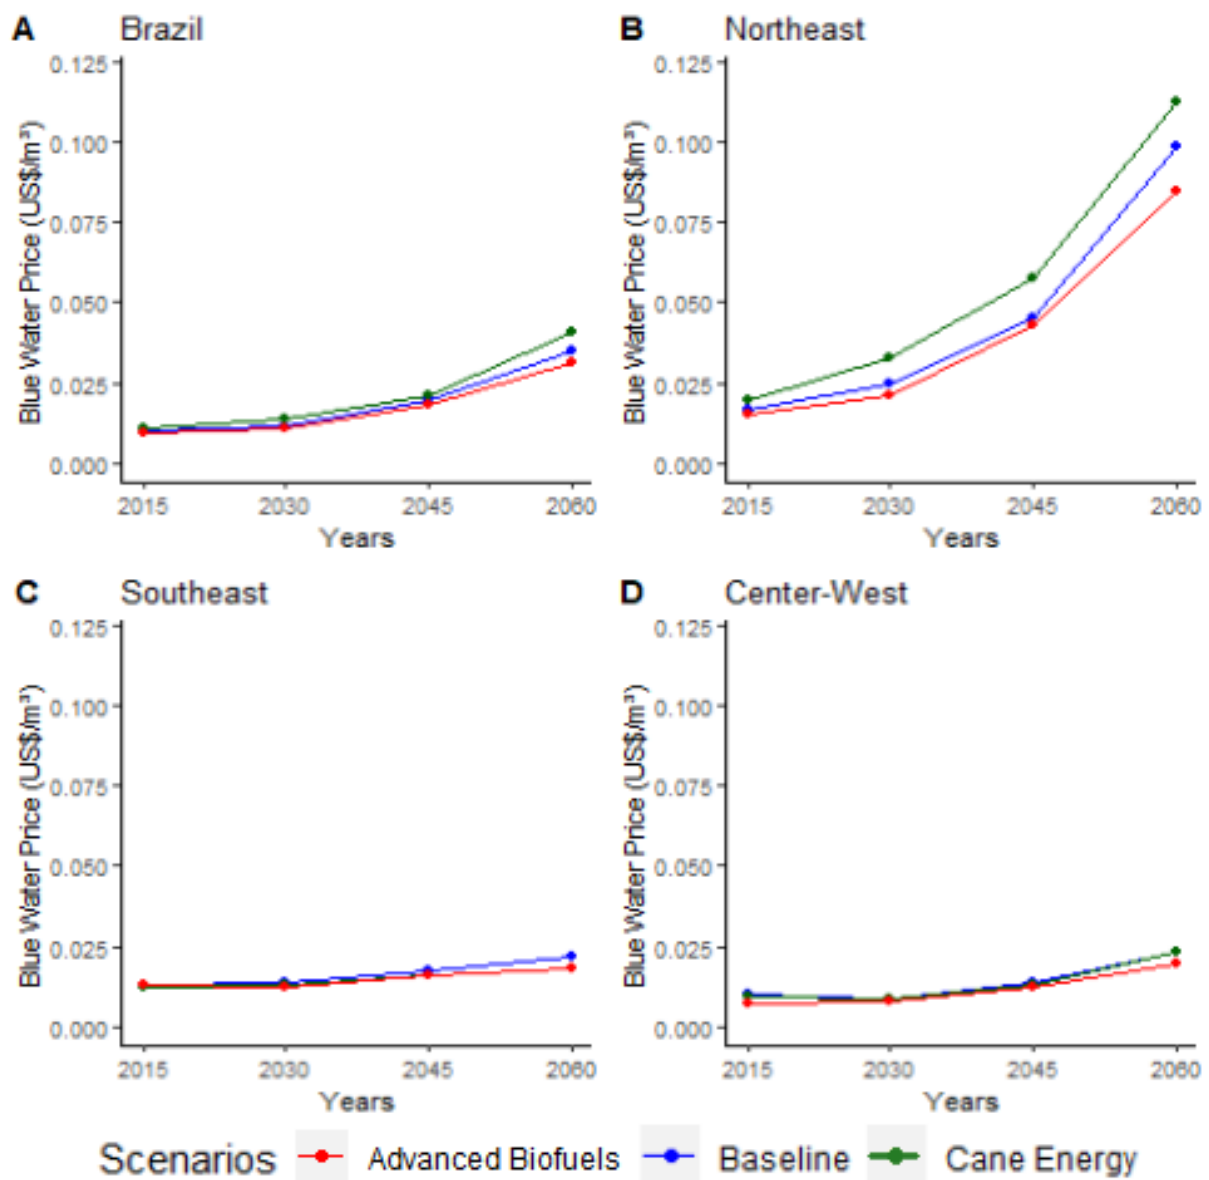 A Brazil
Blue Water Price (US$/m³)
0.125
0.100
0.075
0.050
0.025
0.000
2015 2030 2045 2060
Years
B Northeast
Blue Water Price (US$/m³)
0.125
0.100
0.075
0.050
0.025
0.000
2015 2030 2045 2060
Years
C Southeast
Blue Water Price (US$/m³)
0.125
0.100
0.075
0.050
0.025
0.000
2015 2030 2045 2060
Years
D Center-West
Blue Water Price (US$/m³)
0.125
0.100
0.075
0.050
0.025
0.000
2015 2030 2045 2060
Years
Scenarios Advanced Biofuels Baseline Cane Energy